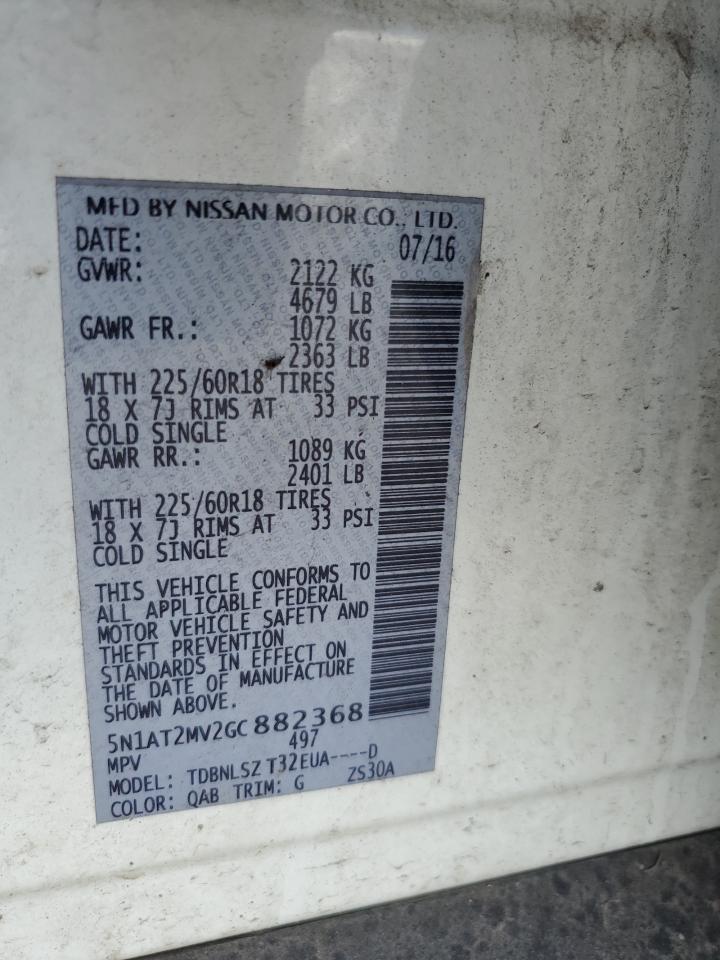 MFD BY NISSAN MOTOR CO., LTD.
DATE: 07/16
GVWR: 2122 KG
4679 LB
GAWR FR.: 1072 KG
2363 LB
WITH 225/60R18 TIRES
18 X 7J RIMS AT 33 PSI
COLD SINGLE
GAWR RR.: 1089 KG
2401 LB
WITH 225/60R18 TIRES
18 X 7J RIMS AT 33 PSI
COLD SINGLE
THIS VEHICLE CONFORMS TO
ALL APPLICABLE FEDERAL
MOTOR VEHICLE SAFETY AND
THEFT PREVENTION
STANDARDS IN EFFECT ON
THE DATE OF MANUFACTURE
SHOWN ABOVE.
5N1AT2MV2GC882368
MPV 497
MODEL: TDBNLSZ T32EUA----D
COLOR: QAB TRIM: G ZS30A